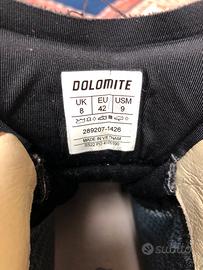 DOLOMITE
UK EU USM
8 42 9
289207-1426
MADE IN VIETNAM
subito